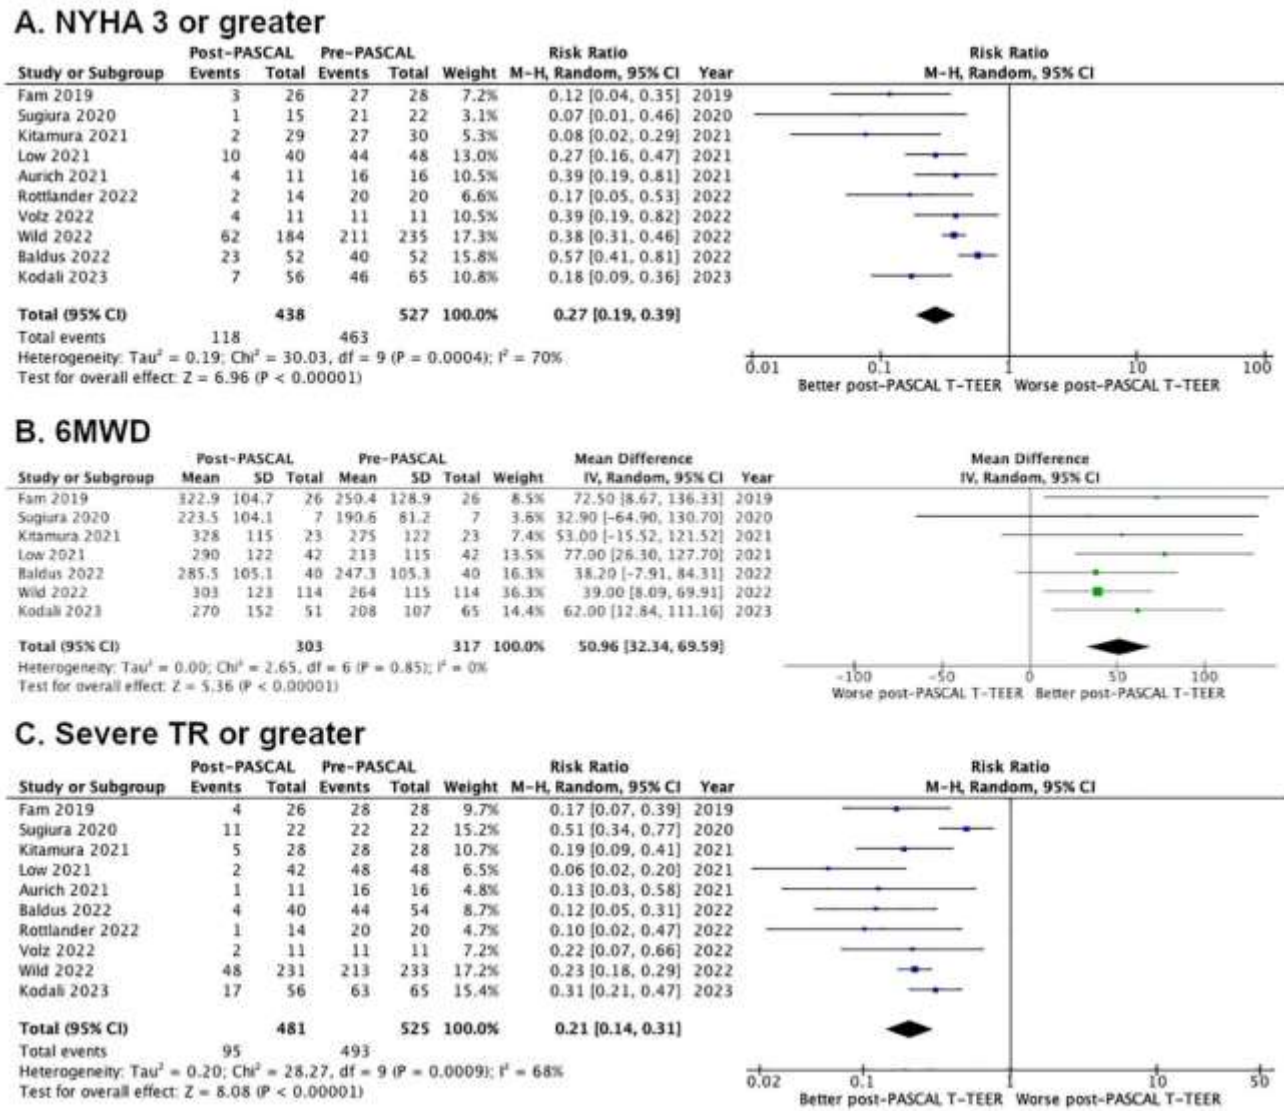 A. NYHA 3 or greater
Post-PASCAL Pre-PASCAL Risk Ratio Risk Ratio
Study or Subgroup Events Total Events Total Weight M-H, Random, 95% CI Year M-H, Random, 95% CI
Fam 2019 3 26 27 28 7.2% 0.12 [0.04, 0.35] 2019
Sugiura 2020 1 15 21 22 3.1% 0.07 [0.01, 0.46] 2020
Kitamura 2021 2 29 27 30 5.3% 0.08 [0.02, 0.29] 2021
Low 2021 10 40 44 48 13.0% 0.27 [0.16, 0.47] 2021
Aurich 2021 4 11 16 16 10.5% 0.39 [0.19, 0.81] 2021
Rottlander 2022 2 14 20 20 6.6% 0.17 [0.05, 0.53] 2022
Volz 2022 4 11 11 11 10.5% 0.39 [0.19, 0.82] 2022
Wild 2022 62 184 211 235 17.3% 0.38 [0.31, 0.46] 2022
Baldus 2022 23 52 40 52 15.8% 0.57 [0.41, 0.81] 2022
Kodali 2023 7 56 46 65 10.8% 0.18 [0.09, 0.36] 2023
Total (95% CI) 438 527 100.0% 0.27 [0.19, 0.39]
Total events 118 463
Heterogeneity: Tau² = 0.19; Chi² = 30.03, df = 9 (P = 0.0004); I² = 70%
Test for overall effect: Z = 6.96 (P < 0.00001)
0.01 0.1 1 10 100
Better post-PASCAL T-TEER Worse post-PASCAL T-TEER
B. 6MWD
Post-PASCAL Pre-PASCAL Mean Difference Mean Difference
Study or Subgroup Mean SD Total Mean SD Total Weight IV, Random, 95% CI Year IV, Random, 95% CI
Fam 2019 322.9 104.7 26 250.4 128.9 26 8.5% 72.50 [8.67, 136.33] 2019
Sugiura 2020 223.5 104.1 7 190.6 81.2 7 3.6% 32.90 [-64.90, 130.70] 2020
Kitamura 2021 328 115 23 275 122 23 7.4% 53.00 [-15.52, 121.52] 2021
Low 2021 290 122 42 213 115 42 13.5% 77.00 [26.30, 127.70] 2021
Baldus 2022 285.5 105.1 40 247.3 105.3 40 16.3% 38.20 [-7.91, 84.31] 2022
Wild 2022 303 123 114 264 115 114 36.3% 39.00 [8.09, 69.91] 2022
Kodali 2023 270 152 51 208 107 65 14.4% 62.00 [12.84, 111.16] 2023
Total (95% CI) 303 317 100.0% 50.96 [32.34, 69.59]
Heterogeneity: Tau² = 0.00; Chi² = 2.65, df = 6 (P = 0.85); I² = 0%
Test for overall effect: Z = 5.36 (P < 0.00001)
-100 -50 0 50 100
Worse post-PASCAL T-TEER Better post-PASCAL T-TEER
C. Severe TR or greater
Post-PASCAL Pre-PASCAL Risk Ratio Risk Ratio
Study or Subgroup Events Total Events Total Weight M-H, Random, 95% CI Year M-H, Random, 95% CI
Fam 2019 4 26 28 28 9.7% 0.17 [0.07, 0.39] 2019
Sugiura 2020 11 22 22 22 15.2% 0.51 [0.34, 0.77] 2020
Kitamura 2021 5 28 28 28 10.7% 0.19 [0.09, 0.41] 2021
Low 2021 2 42 48 48 6.5% 0.06 [0.02, 0.20] 2021
Aurich 2021 1 11 16 16 4.8% 0.13 [0.03, 0.58] 2021
Baldus 2022 4 40 44 54 8.7% 0.12 [0.05, 0.31] 2022
Rottlander 2022 1 14 20 20 4.7% 0.10 [0.02, 0.47] 2022
Volz 2022 2 11 11 11 7.2% 0.22 [0.07, 0.66] 2022
Wild 2022 48 231 213 233 17.2% 0.23 [0.18, 0.29] 2022
Kodali 2023 17 56 63 65 15.4% 0.31 [0.21, 0.47] 2023
Total (95% CI) 481 525 100.0% 0.21 [0.14, 0.31]
Total events 95 493
Heterogeneity: Tau² = 0.20; Chi² = 28.27, df = 9 (P = 0.0009); I² = 68%
Test for overall effect: Z = 8.08 (P < 0.00001)
0.02 0.1 1 10 50
Better post-PASCAL T-TEER Worse post-PASCAL T-TEER